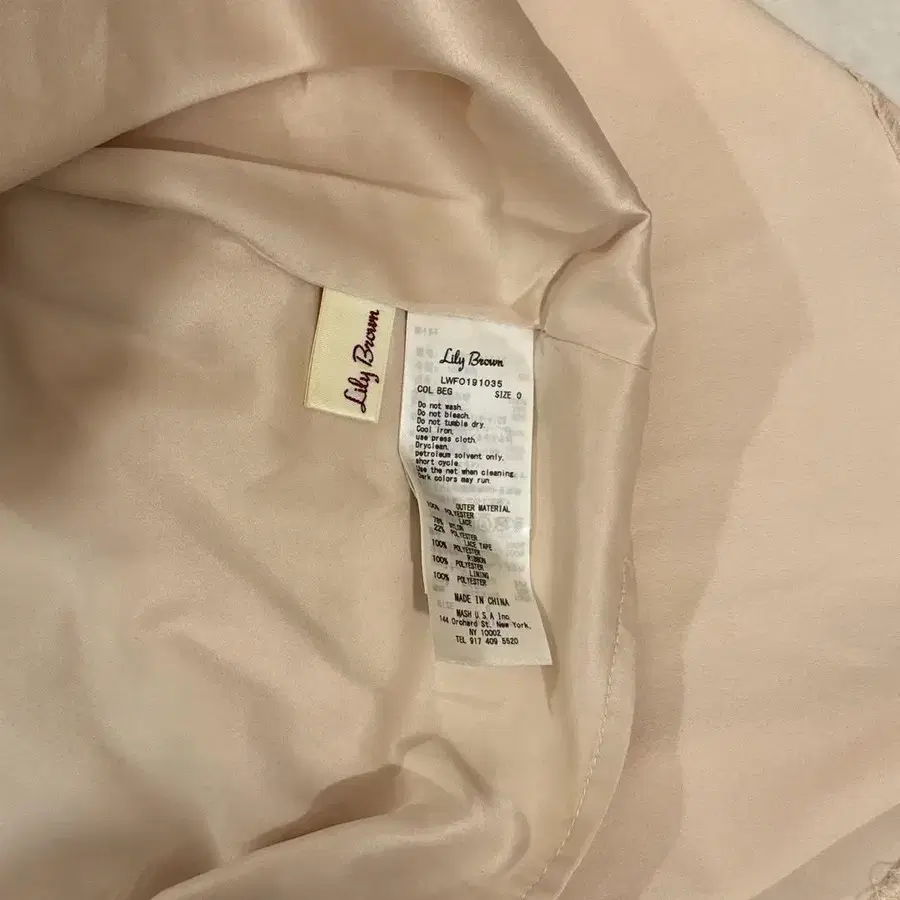 Lily Brown
Lily Brown
LWFO191035
COL BEG SIZE 0
Do not wash.
Do not bleach.
Do not tumble dry.
Cool iron.
use press cloth.
Dryclean.
petroleum solvent only.
short cycle.
Use the net when cleaning.
Dark colors may run.
OUTER MATERIAL
100% POLYESTER
LACE
78% NYLON
22% POLYESTER
LACE TAPE
100% POLYESTER
RIBBON
100% POLYESTER
LINING
100% POLYESTER
MADE IN CHINA
MASH U.S.A Inc.
144 Orchard St. New York.
NY 10002
TEL 917 409 5520